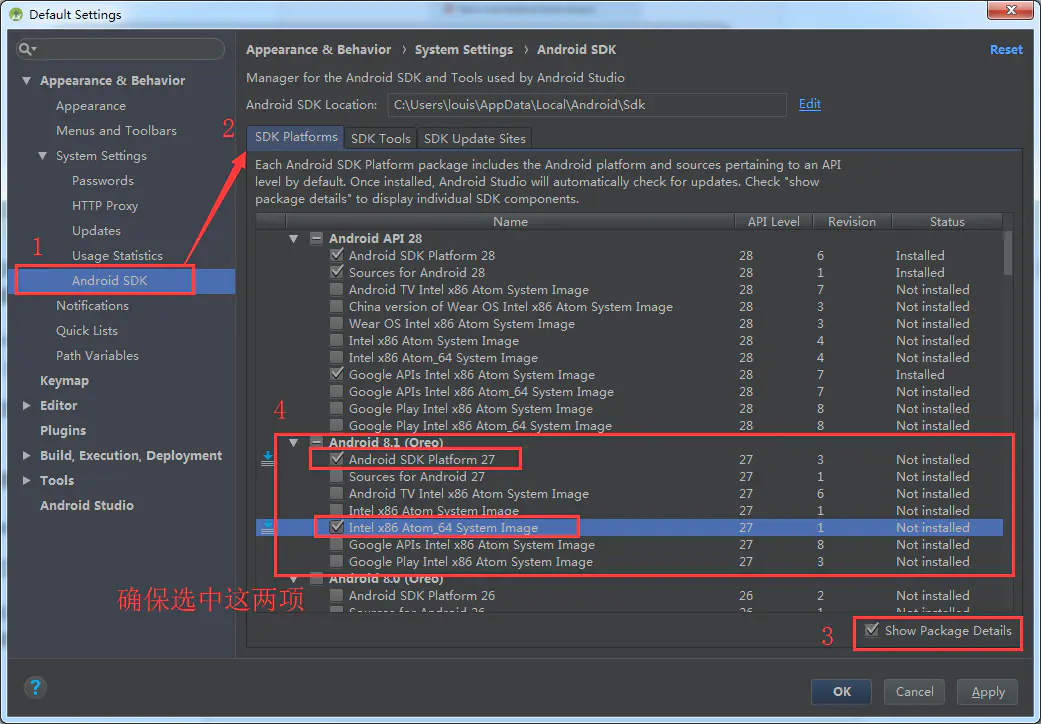 Default Settings
Appearance & Behavior
Appearance
Menus and Toolbars
System Settings
Passwords
HTTP Proxy
Updates
1
Usage Statistics
Android SDK
Notifications
Quick Lists
Path Variables
Keymap
Editor
Plugins
Build, Execution, Deployment
Tools
Android Studio
Appearance & Behavior › System Settings › Android SDK
Reset
Manager for the Android SDK and Tools used by Android Studio
Android SDK Location: C:\Users\louis\AppData\Local\Android\Sdk Edit
2
SDK Platforms SDK Tools SDK Update Sites
Each Android SDK Platform package includes the Android platform and sources pertaining to an API
level by default. Once installed, Android Studio will automatically check for updates. Check "show
package details" to display individual SDK components.
Name API Level Revision Status
Android API 28
Android SDK Platform 28 28 6 Installed
Sources for Android 28 28 1 Installed
Android TV Intel x86 Atom System Image 28 7 Not installed
China version of Wear OS Intel x86 Atom System Image 28 3 Not installed
Wear OS Intel x86 Atom System Image 28 3 Not installed
Intel x86 Atom System Image 28 4 Not installed
Intel x86 Atom_64 System Image 28 4 Not installed
Google APIs Intel x86 Atom System Image 28 7 Installed
Google APIs Intel x86 Atom_64 System Image 28 7 Not installed
Google Play Intel x86 Atom System Image 28 8 Not installed
Google Play Intel x86 Atom_64 System Image 28 8 Not installed
4
Android 8.1 (Oreo)
Android SDK Platform 27 27 3 Not installed
Sources for Android 27 27 1 Not installed
Android TV Intel x86 Atom System Image 27 6 Not installed
Intel x86 Atom System Image 27 1 Not installed
Intel x86 Atom_64 System Image 27 1 Not installed
Google APIs Intel x86 Atom System Image 27 8 Not installed
Google Play Intel x86 Atom System Image 27 3 Not installed
Android 8.0 (Oreo)
Android SDK Platform 26 26 2 Not installed
Sources for Android 26 26 1 Not installed
确保选中这两项
3
Show Package Details
?
OK Cancel Apply